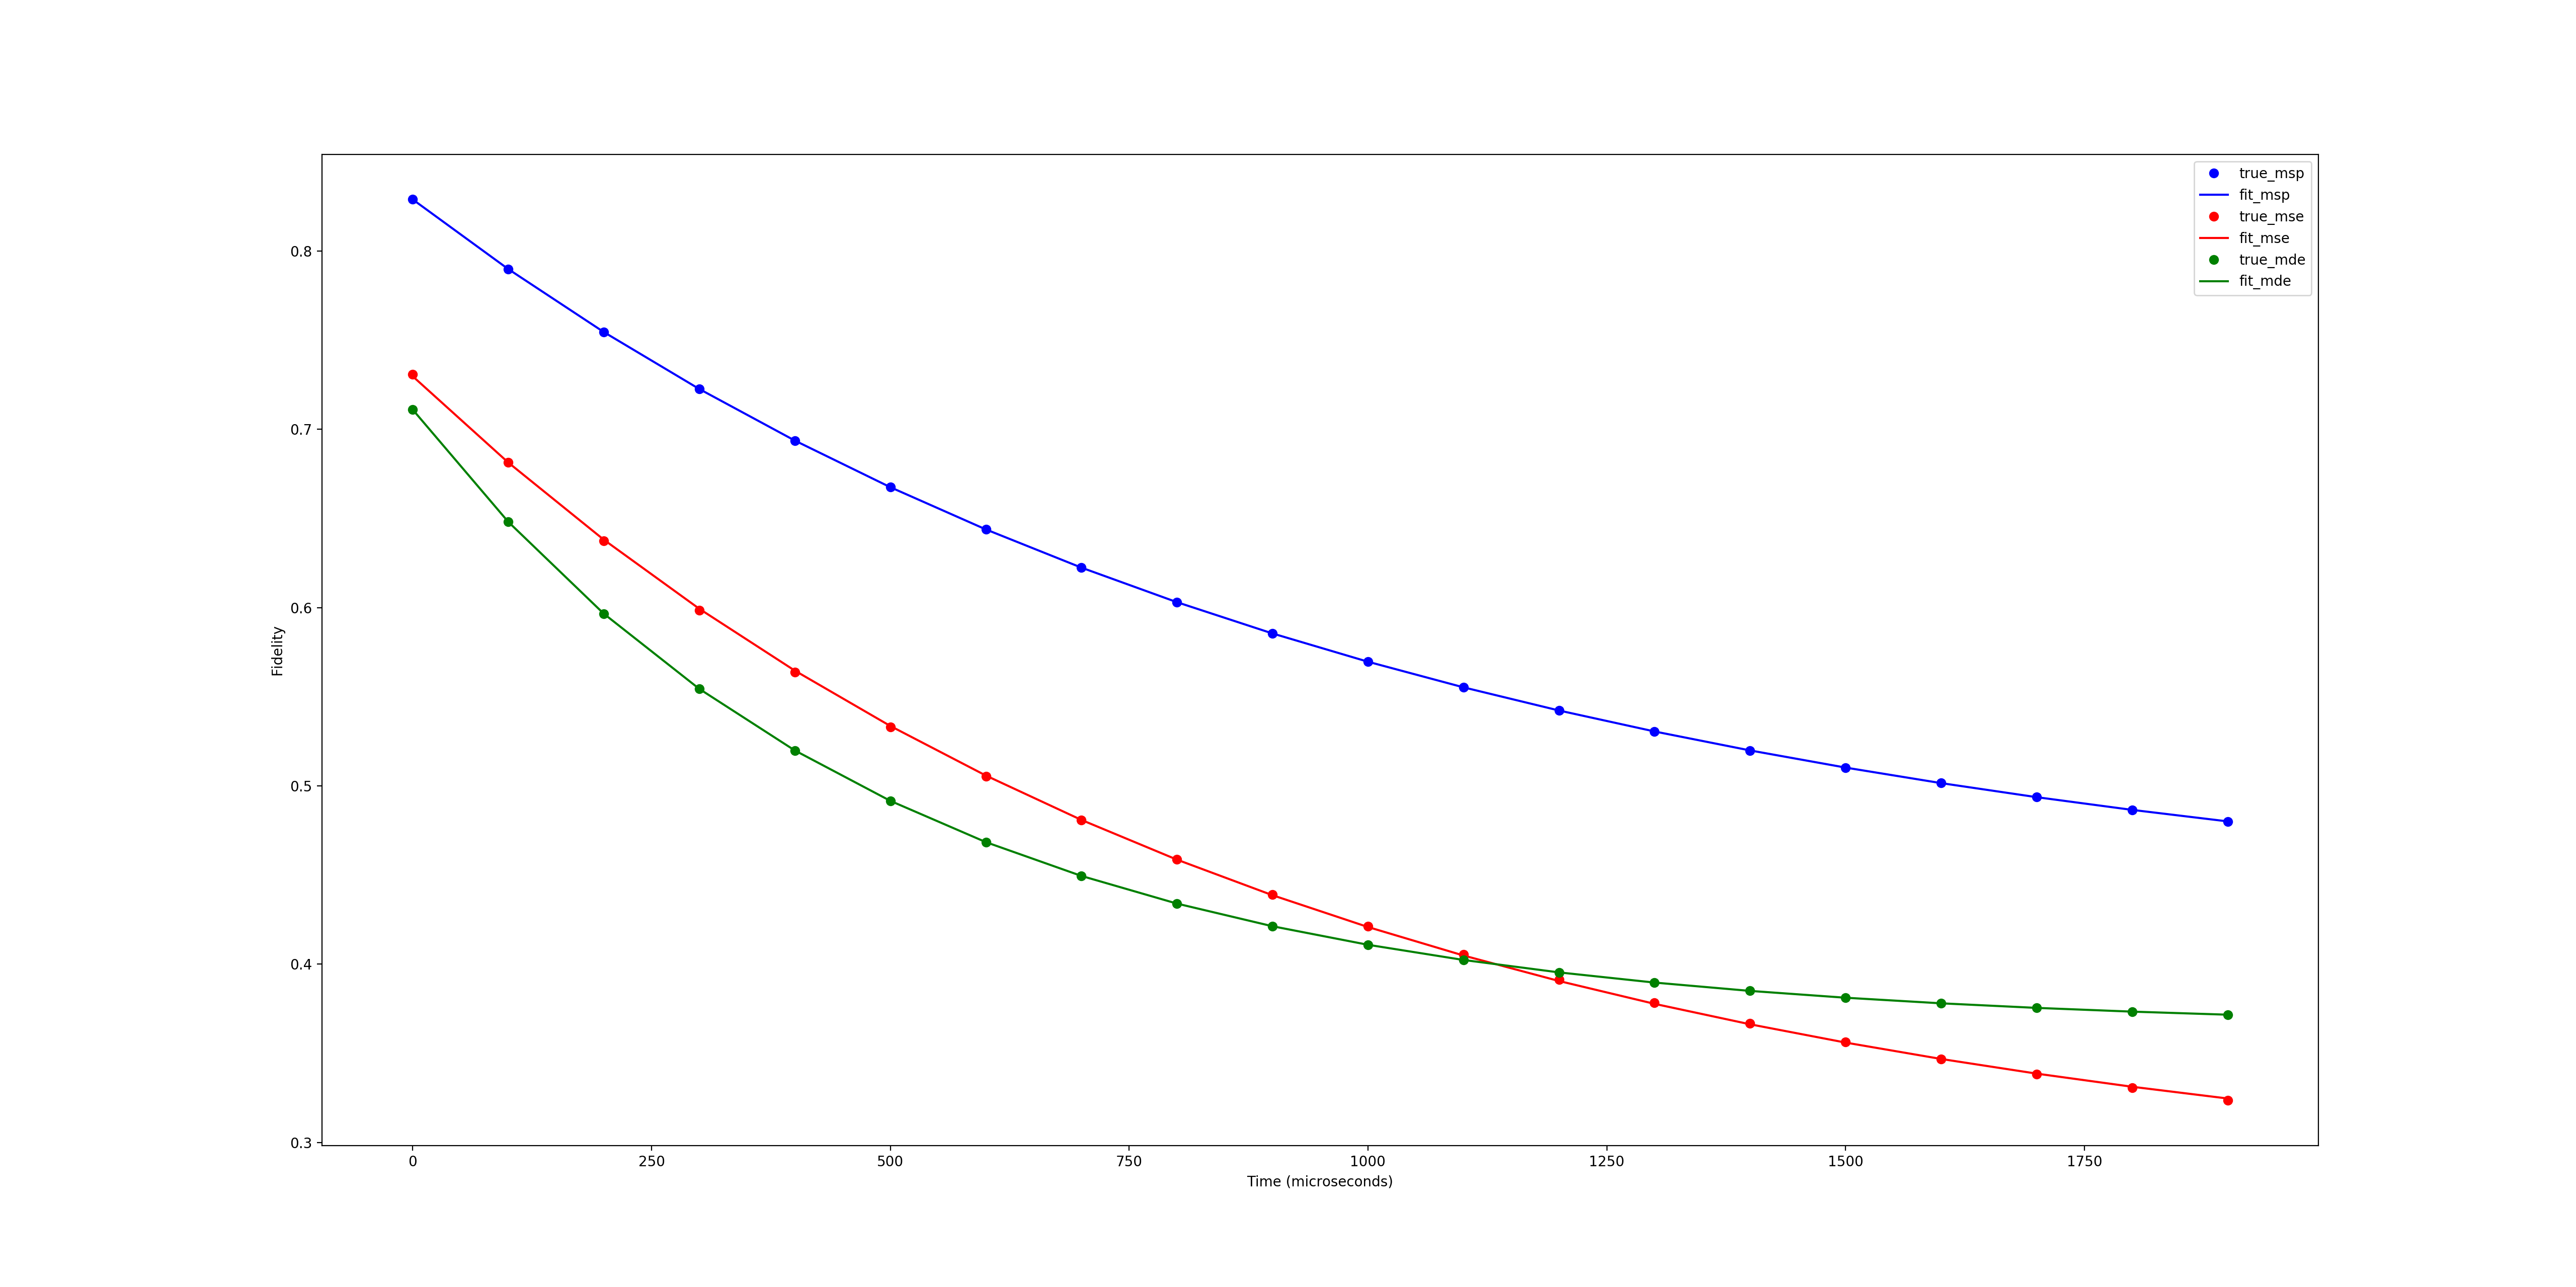 true_msp
fit_msp
true_mse
fit_mse
true_mde
fit_mde
0.8
0.7
0.6
0.5
0.4
0.3
Fidelity
0 250 500 750 1000 1250 1500 1750
Time (microseconds)